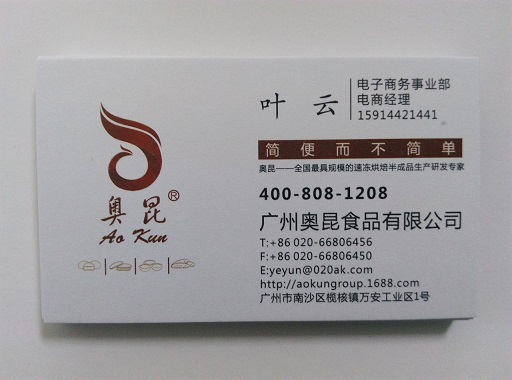 奥昆®
Ao Kun
叶云
电子商务事业部
电商经理
15914421441
简便而不简单
奥昆——全国最具规模的速冻烘焙半成品生产研发专家
400-808-1208
广州奥昆食品有限公司
T:+86 020-66806456
F:+86 020-66806450
E:yeyun@020ak.com
http://aokungroup.1688.com
广州市南沙区榄核镇万安工业区1号